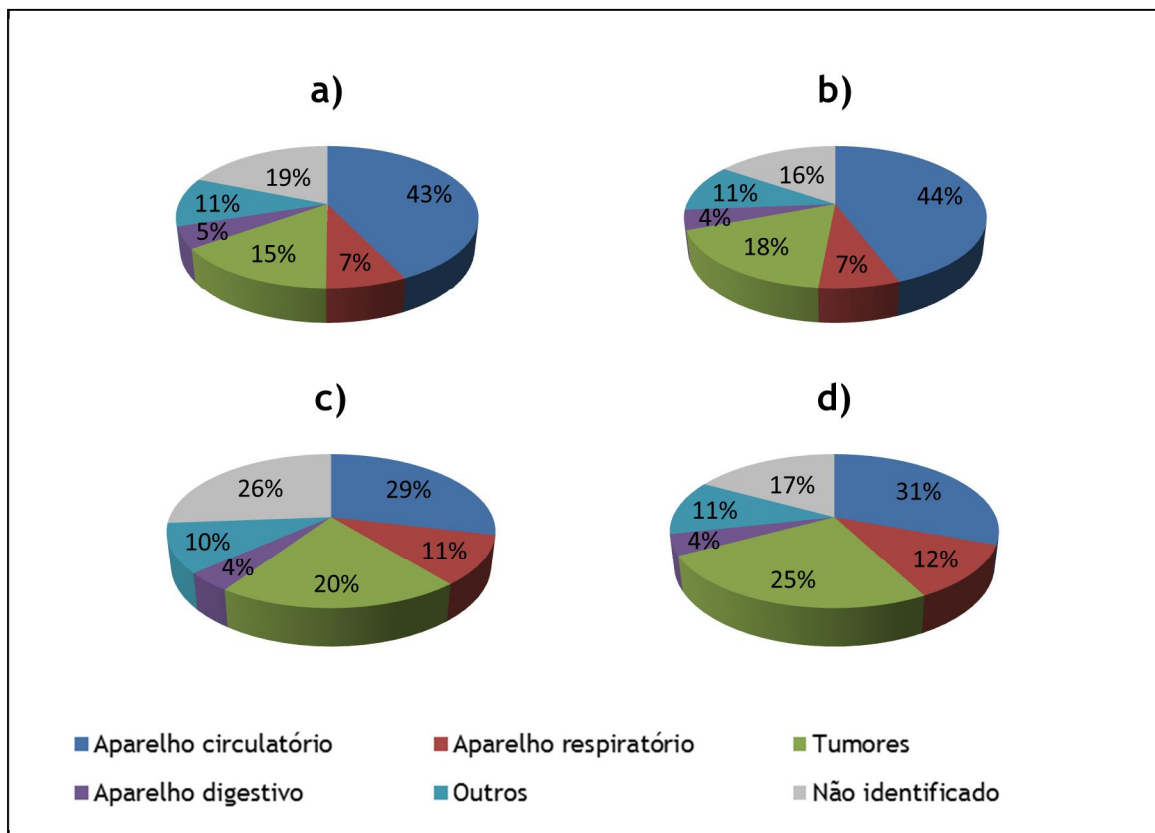 a)
b)
19%
43%
11%
5%
15%
7%
16%
44%
11%
4%
18%
7%
c)
d)
26%
29%
10%
4%
20%
11%
17%
31%
11%
4%
25%
12%
Aparelho circulatório
Aparelho respiratório
Tumores
Aparelho digestivo
Outros
Não identificado